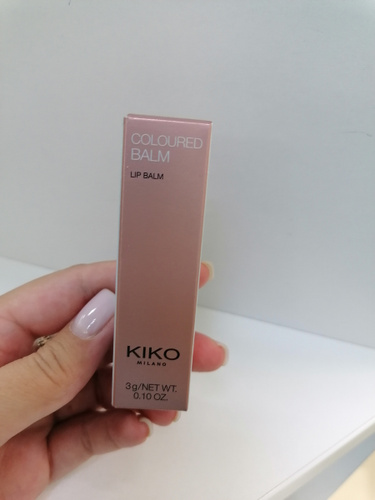 COLOURED
BALM
LIP BALM
KIKO
MILANO
3g/NET WT.
0.10 OZ.